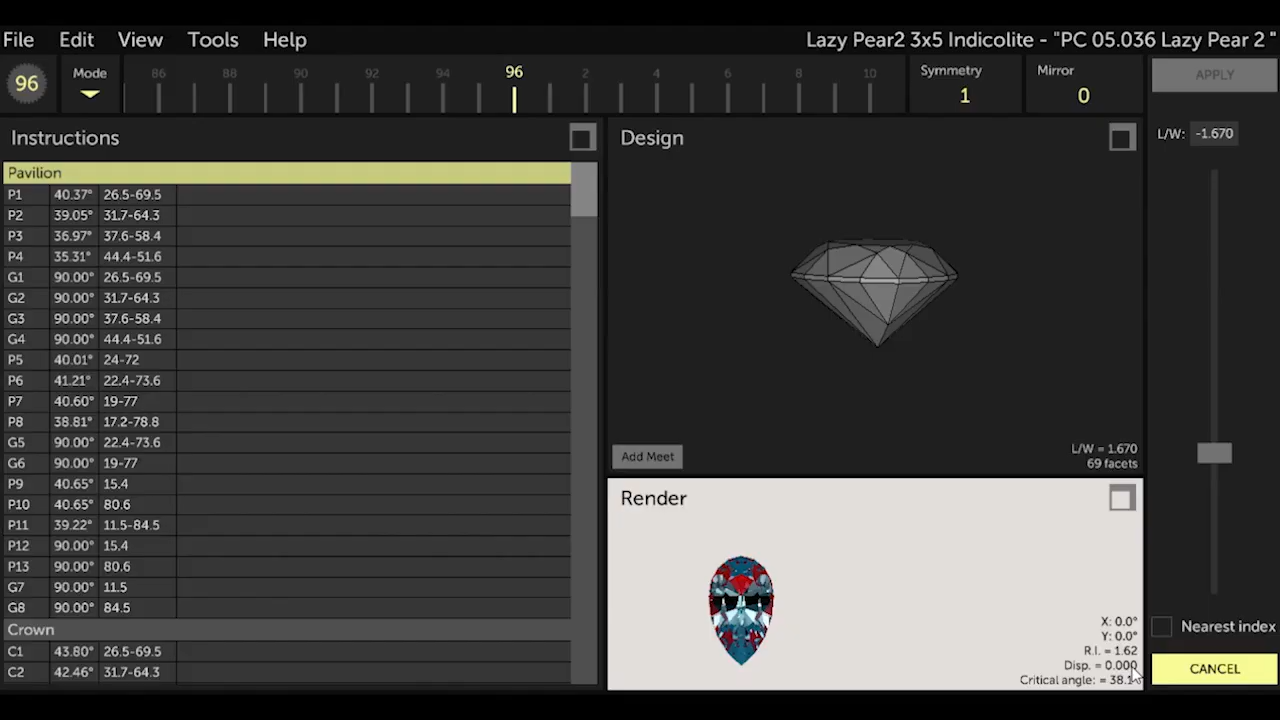 File Edit View Tools Help Lazy Pear2 3x5 Indicolite - "PC 05.036 Lazy Pear 2 "
96 Mode 86 88 90 92 94 96 2 4 6 8 10 Symmetry 1 Mirror 0 APPLY
Instructions
Pavilion
P1 40.37° 26.5-69.5
P2 39.05° 31.7-64.3
P3 36.97° 37.6-58.4
P4 35.31° 44.4-51.6
G1 90.00° 26.5-69.5
G2 90.00° 31.7-64.3
G3 90.00° 37.6-58.4
G4 90.00° 44.4-51.6
P5 40.01° 24-72
P6 41.21° 22.4-73.6
P7 40.60° 19-77
P8 38.81° 17.2-78.8
G5 90.00° 22.4-73.6
G6 90.00° 19-77
P9 40.65° 15.4
P10 40.65° 80.6
P11 39.22° 11.5-84.5
P12 90.00° 15.4
P13 90.00° 80.6
G7 90.00° 11.5
G8 90.00° 84.5
Crown
C1 43.80° 26.5-69.5
C2 42.46° 31.7-64.3
Design
Add Meet
L/W = 1.670
69 facets
Render
X: 0.0°
Y: 0.0°
R.I. = 1.62
Disp. = 0.000
Critical angle: =
L/W: -1.670
Nearest index
CANCEL